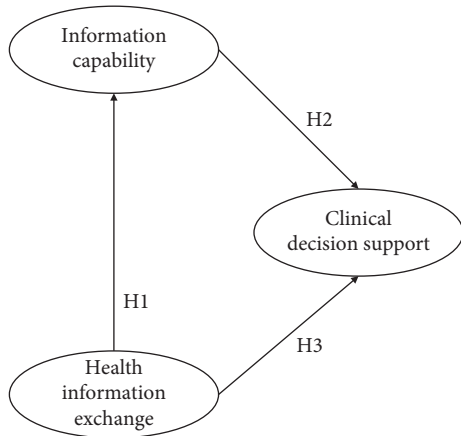 Information
capability
H2
Clinical
decision support
H1
H3
Health
information
exchange